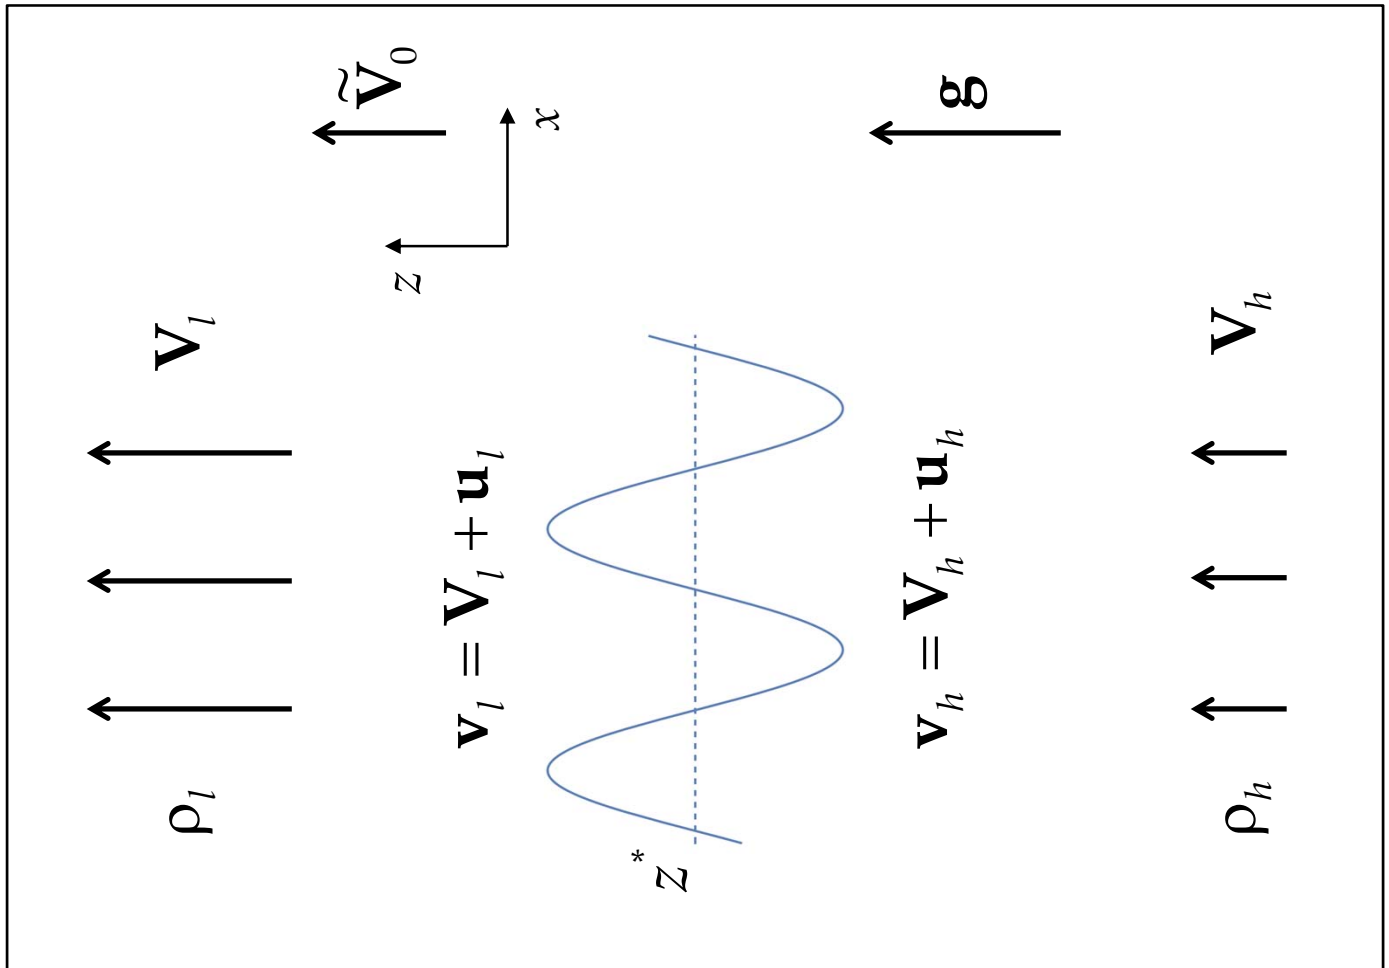 ρₗ
Vₗ
Ṽ₀
z
vₗ = Vₗ + uₗ
x
z*
vₕ = Vₕ + uₕ
g
ρₕ
Vₕ